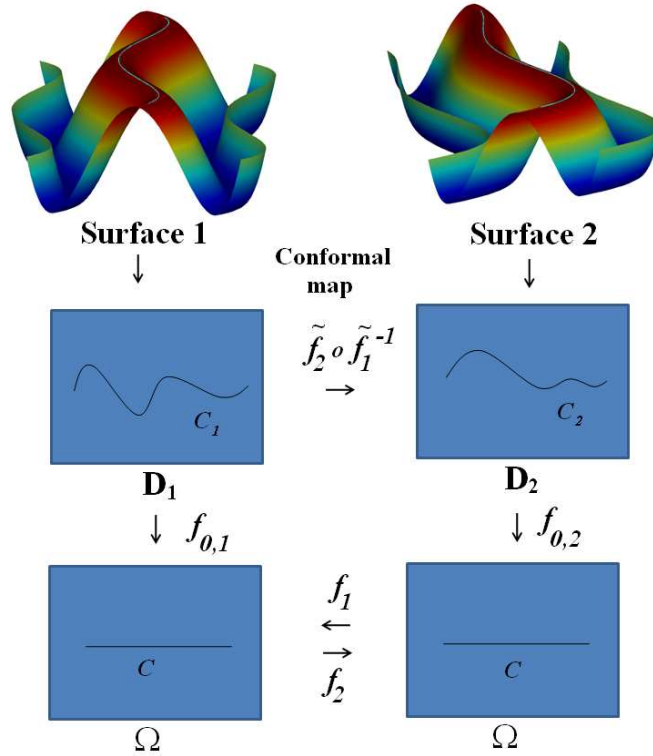 Surface 1
Surface 2
Conformal
map
f̃₂ o f̃₁⁻¹
C₁
C₂
D₁
D₂
f₀,₁
f₀,₂
f₁
f₂
C
C
Ω
Ω